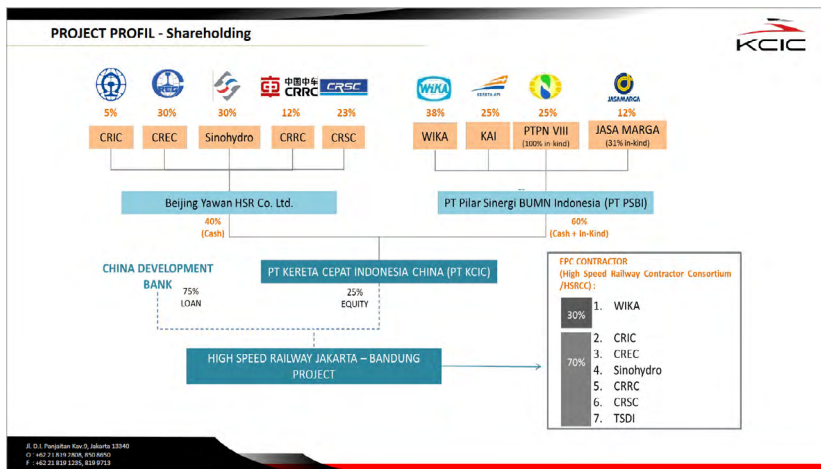 PROJECT PROFIL - Shareholding
KCIC
中国中车
CRRC
CRSC
WIKA
JASAMARGA
5%
30%
30%
12%
23%
38%
25%
25%
12%
CRIC
CREC
Sinohydro
CRRC
CRSC
WIKA
KAI
PTPN VIII
(100% in-kind)
JASA MARGA
(31% in-kind)
Beijing Yawan HSR Co. Ltd.
PT Pilar Sinergi BUMN Indonesia (PT PSBI)
40%
(Cash)
60%
(Cash + In-Kind)
CHINA DEVELOPMENT
BANK
75%
LOAN
PT KERETA CEPAT INDONESIA CHINA (PT KCIC)
25%
EQUITY
HIGH SPEED RAILWAY JAKARTA – BANDUNG
PROJECT
EPC CONTRACTOR
(High Speed Railway Contractor Consortium
/HSRCC) :
30%
1. WIKA
70%
2. CRIC
3. CREC
4. Sinohydro
5. CRRC
6. CRSC
7. TSDI
Jl. D.I. Panjaitan Kav.9, Jakarta 13340
O : +62 21 819 2808, 850 8650
F : +62 21 819 1235, 819 9713